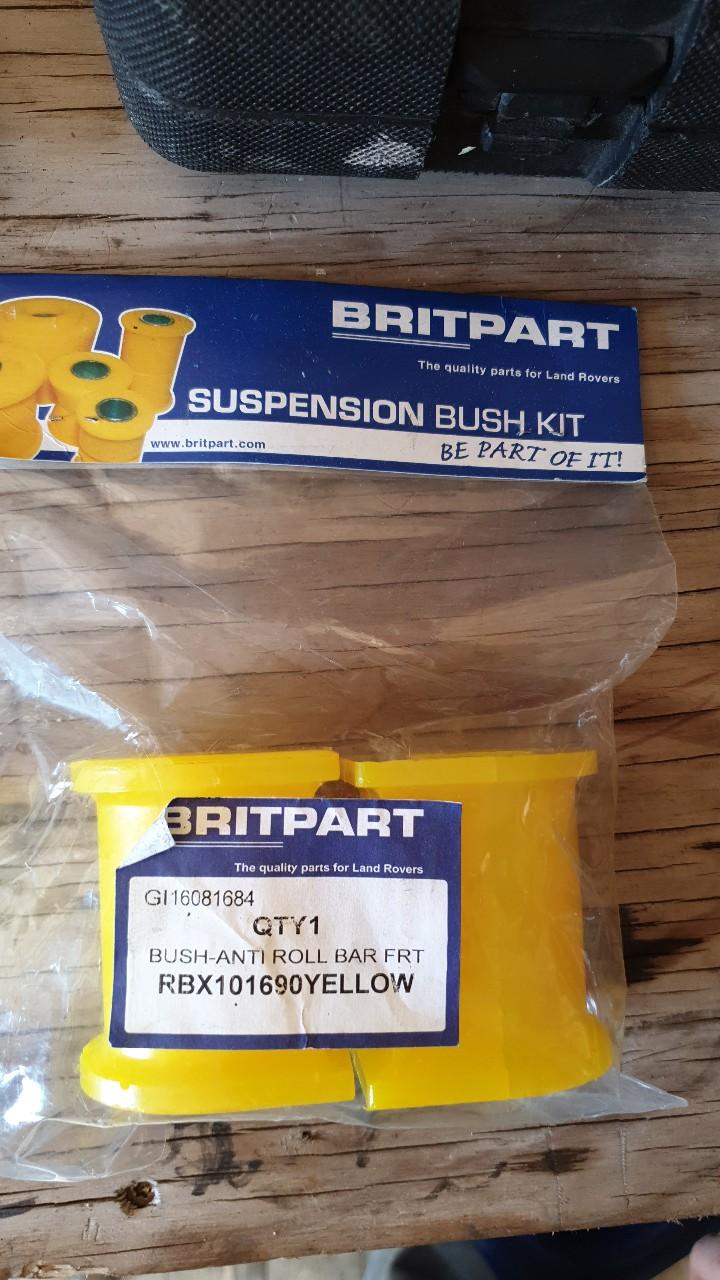 BRITPART
The quality parts for Land Rovers
SUSPENSION BUSH KIT
www.britpart.com
BE PART OF IT!
BRITPART
The quality parts for Land Rovers
GI16081684
QTY1
BUSH-ANTI ROLL BAR FRT
RBX101690YELLOW